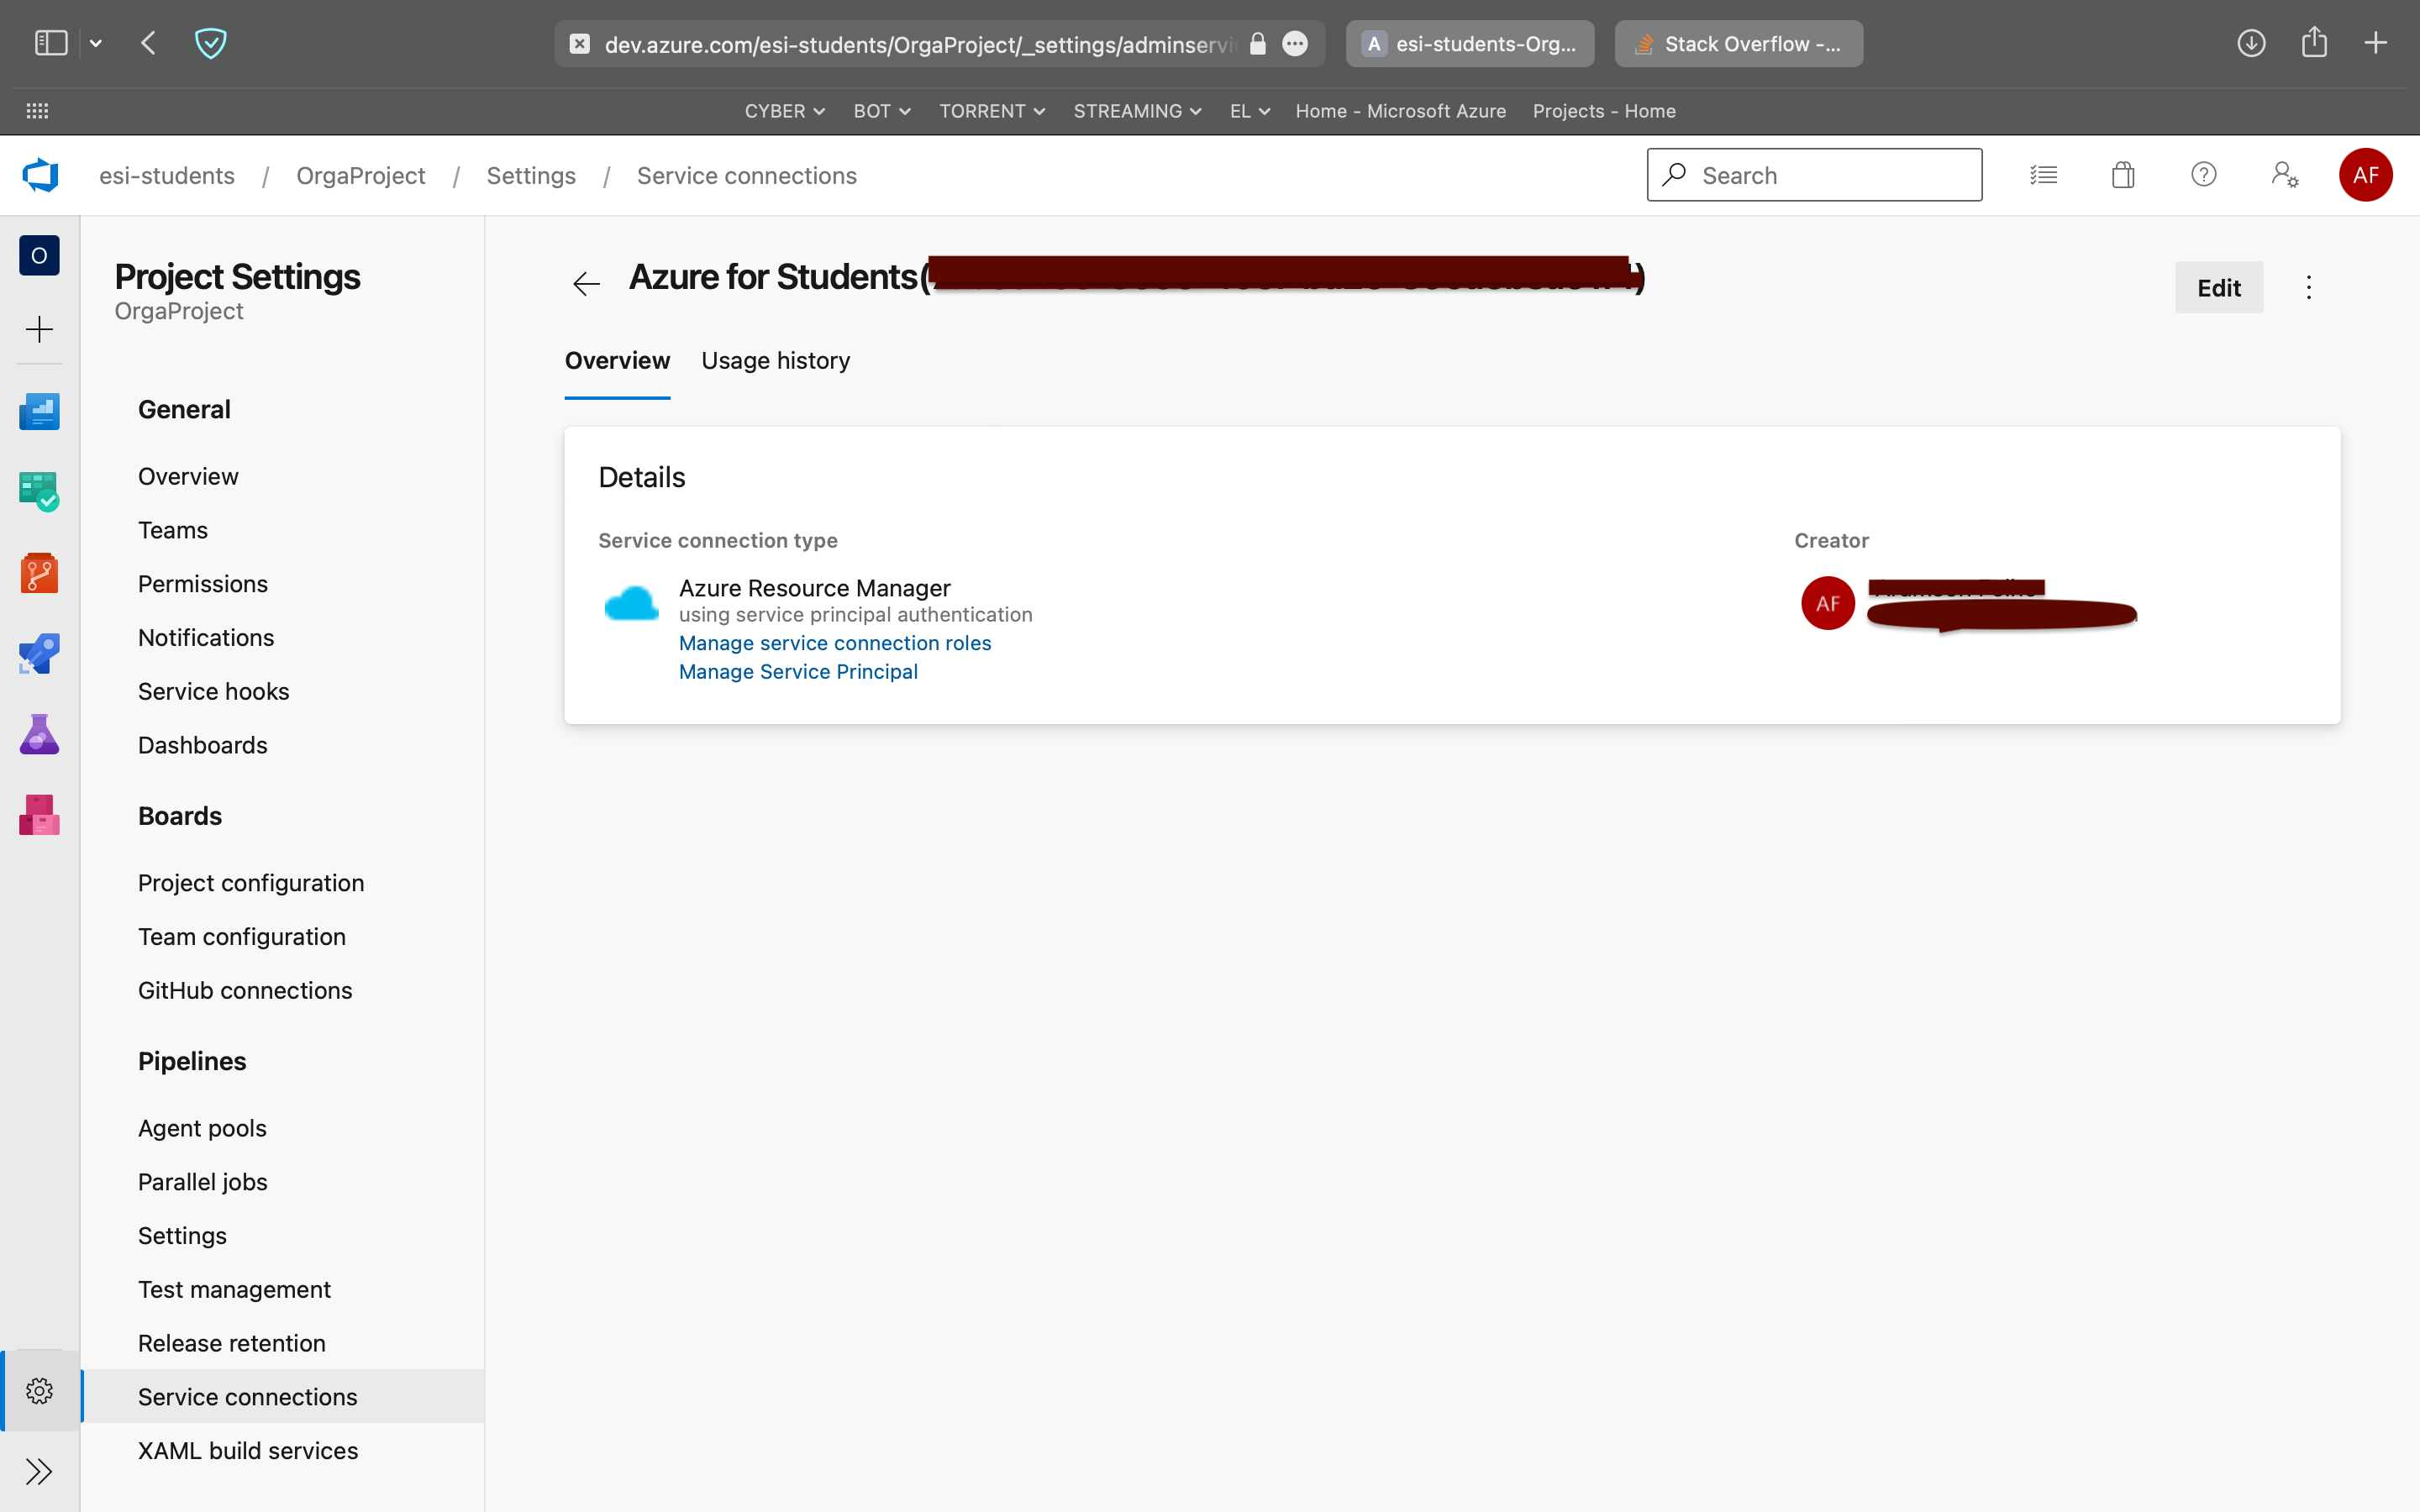 dev.azure.com/esi-students/OrgaProject/_settings/adminservi
A esi-students-Org...
Stack Overflow -...
CYBER
BOT
TORRENT
STREAMING
EL
Home - Microsoft Azure
Projects - Home
esi-students / OrgaProject / Settings / Service connections
Search
AF
O
Project Settings
OrgaProject
General
Overview
Teams
Permissions
Notifications
Service hooks
Dashboards
Boards
Project configuration
Team configuration
GitHub connections
Pipelines
Agent pools
Parallel jobs
Settings
Test management
Release retention
Service connections
XAML build services
Azure for Students( )
Edit
Overview
Usage history
Details
Service connection type
Azure Resource Manager
using service principal authentication
Manage service connection roles
Manage Service Principal
Creator
AF